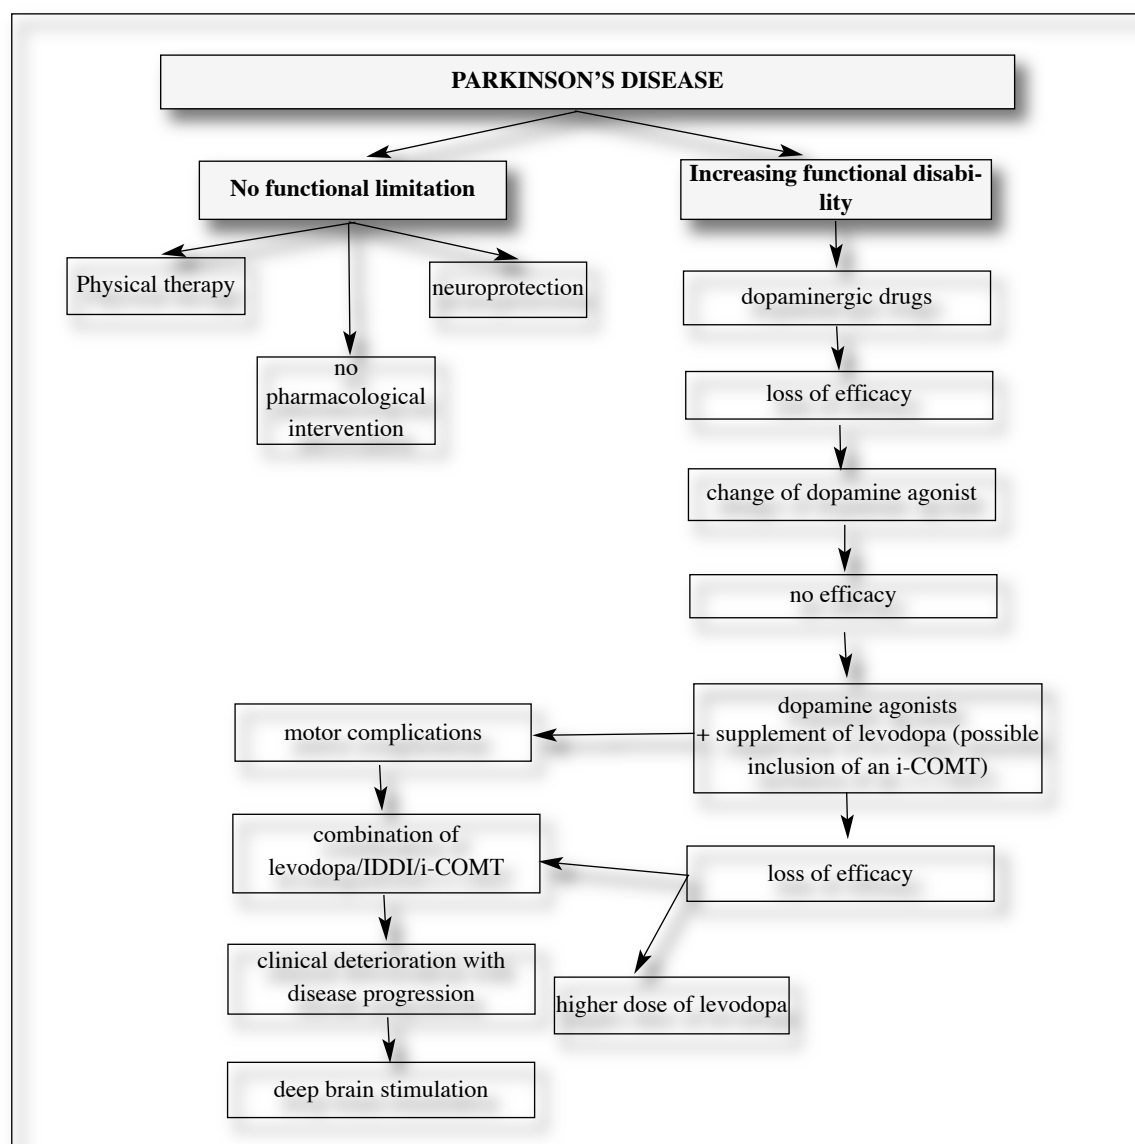 PARKINSON'S DISEASE
No functional limitation
Increasing functional disabi-
lity
Physical therapy
neuroprotection
no
pharmacological
intervention
dopaminergic drugs
loss of efficacy
change of dopamine agonist
no efficacy
dopamine agonists
+ supplement of levodopa (possible
inclusion of an i-COMT)
motor complications
combination of
levodopa/IDDI/i-COMT
loss of efficacy
clinical deterioration with
disease progression
higher dose of levodopa
deep brain stimulation